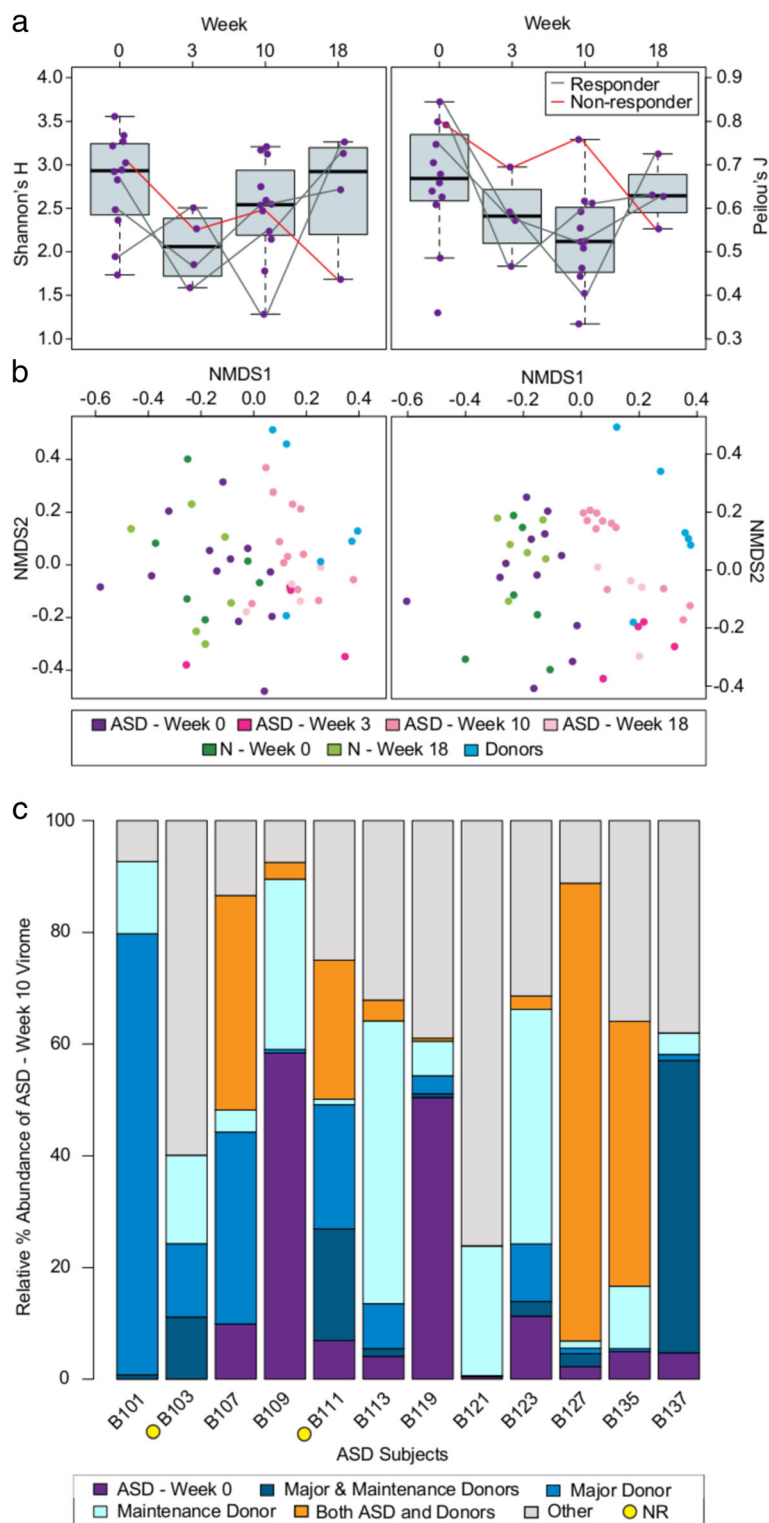 a
Week Week
0 3 10 18 0 3 10 18
4.0
3.5
3.0
2.5
2.0
1.5
1.0
Shannon's H
Responder
Non-responder
0.9
0.8
0.7
0.6
0.5
0.4
0.3
Peilou's J
b
NMDS1 NMDS1
-0.6 -0.4 -0.2 0.0 0.2 0.4 -0.6 -0.4 -0.2 0.0 0.2 0.4
0.4
0.2
0.0
-0.2
-0.4
NMDS2
0.4
0.2
0.0
-0.2
-0.4
NMDS2
ASD - Week 0 ASD - Week 3 ASD - Week 10 ASD - Week 18
N - Week 0 N - Week 18 Donors
c
100
80
60
40
20
0
Relative % Abundance of ASD - Week 10 Virome
B101 B103 B107 B109 B111 B113 B119 B121 B123 B127 B135 B137
ASD Subjects
ASD - Week 0 Major & Maintenance Donors Major Donor
Maintenance Donor Both ASD and Donors Other NR